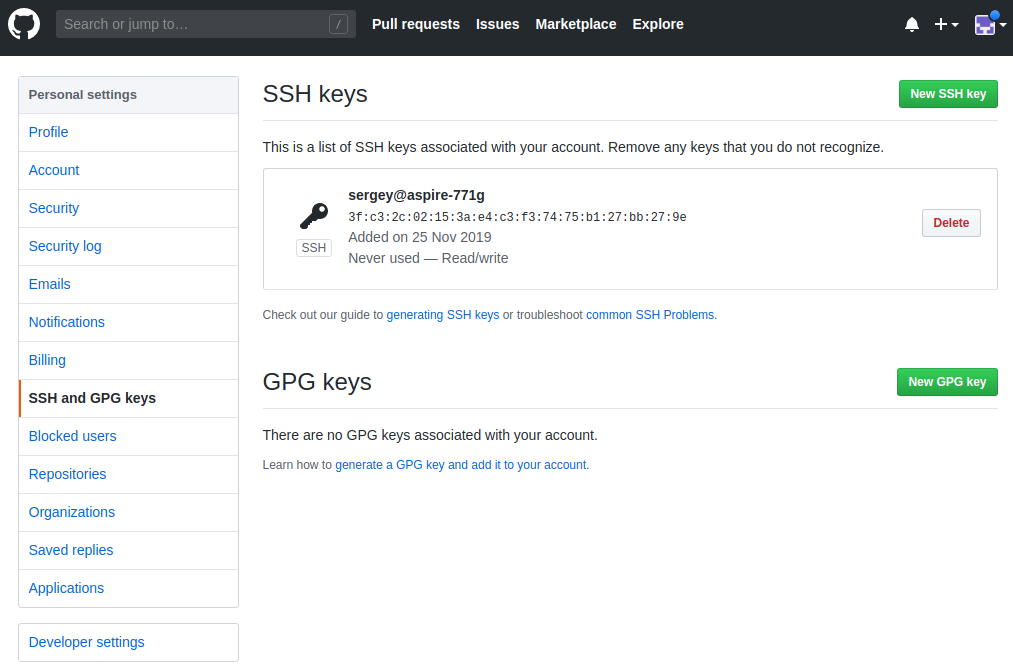 Search or jump to… /
Pull requests Issues Marketplace Explore
Personal settings
Profile
Account
Security
Security log
Emails
Notifications
Billing
SSH and GPG keys
Blocked users
Repositories
Organizations
Saved replies
Applications
Developer settings
SSH keys
New SSH key
This is a list of SSH keys associated with your account. Remove any keys that you do not recognize.
SSH
sergey@aspire-771g
3f:c3:2c:02:15:3a:e4:c3:f3:74:75:b1:27:bb:27:9e
Added on 25 Nov 2019
Never used — Read/write
Delete
Check out our guide to generating SSH keys or troubleshoot common SSH Problems.
GPG keys
New GPG key
There are no GPG keys associated with your account.
Learn how to generate a GPG key and add it to your account.